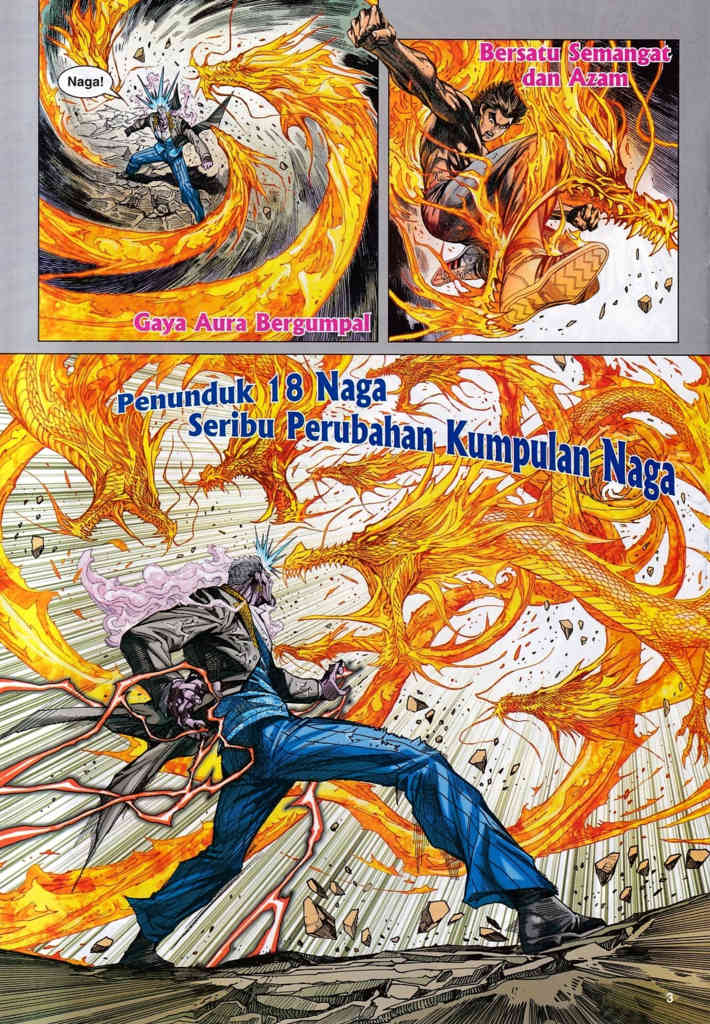 Naga!
Gaya Aura Bergumpal
Bersatu Semangat
dan Azam
Penunduk 18 Naga
Seribu Perubahan Kumpulan Naga
3